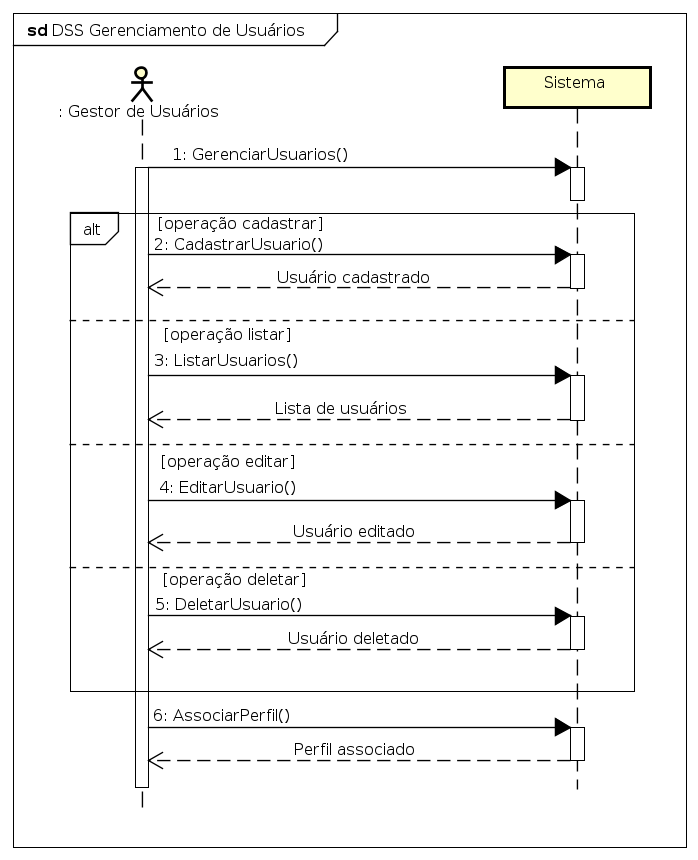 sd DSS Gerenciamento de Usuários
: Gestor de Usuários
Sistema
1: GerenciarUsuarios()
alt
[operação cadastrar]
2: CadastrarUsuario()
Usuário cadastrado
[operação listar]
3: ListarUsuarios()
Lista de usuários
[operação editar]
4: EditarUsuario()
Usuário editado
[operação deletar]
5: DeletarUsuario()
Usuário deletado
6: AssociarPerfil()
Perfil associado